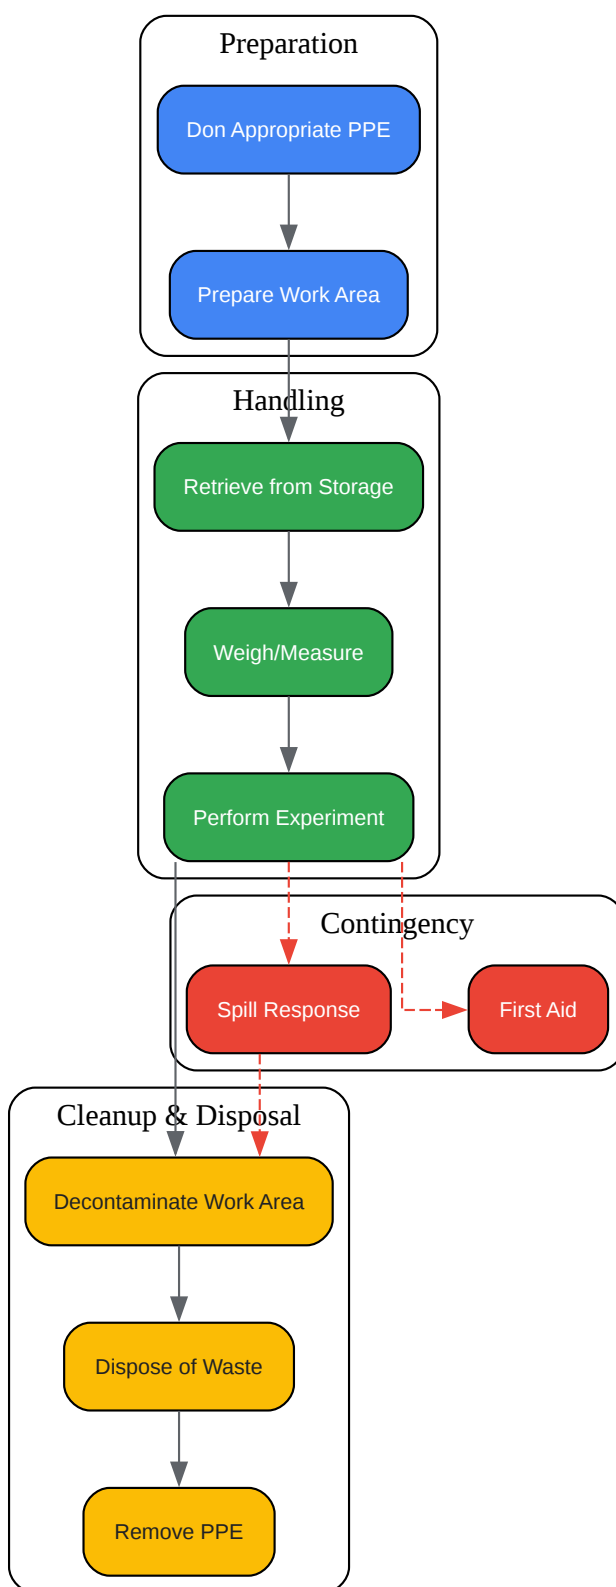 Preparation
Don Appropriate PPE
Prepare Work Area
Handling
Retrieve from Storage
Weigh/Measure
Perform Experiment
Contingency
Spill Response
First Aid
Cleanup & Disposal
Decontaminate Work Area
Dispose of Waste
Remove PPE